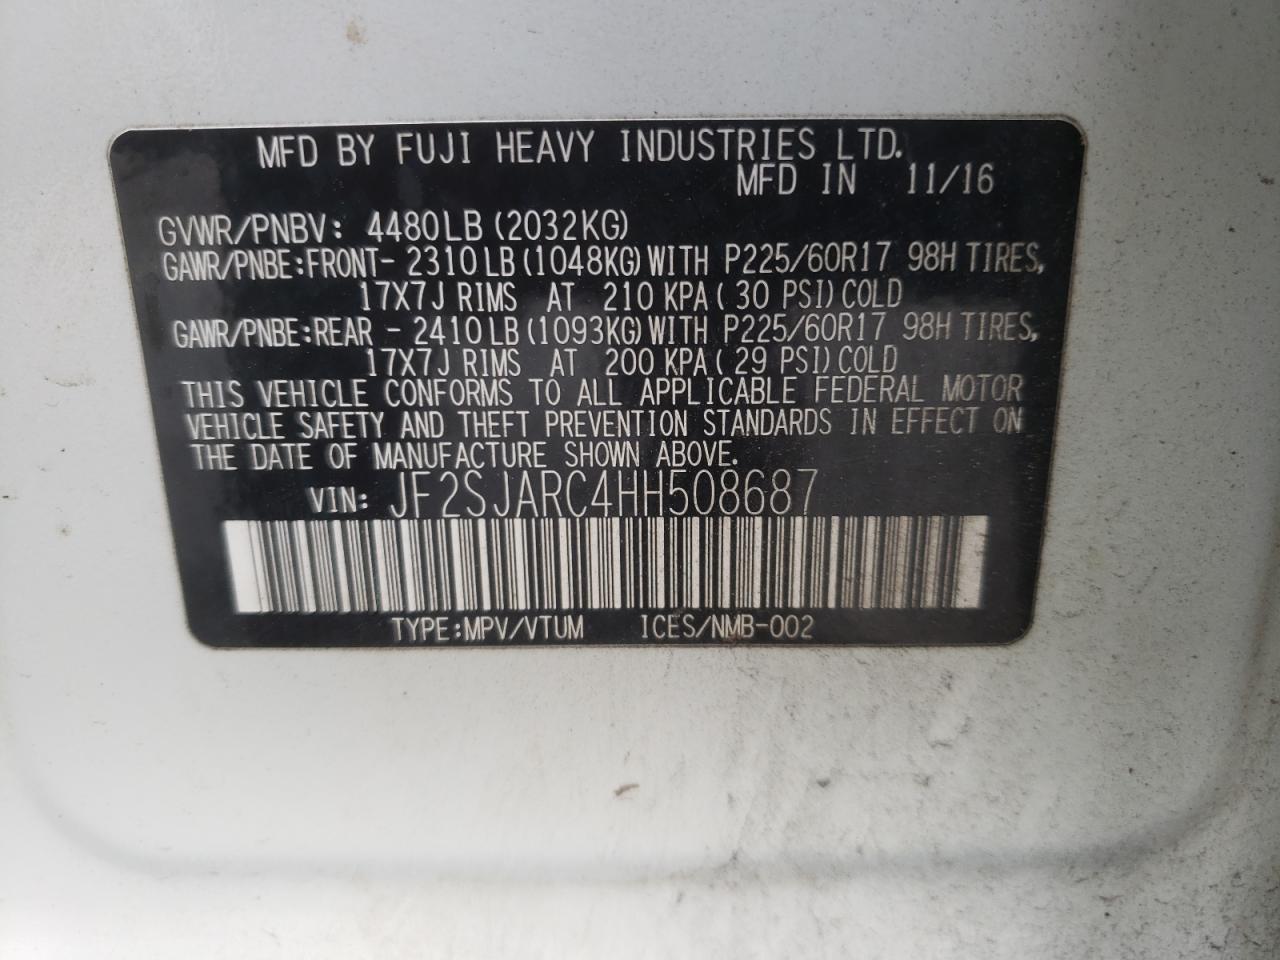 MFD BY FUJI HEAVY INDUSTRIES LTD.
MFD IN 11/16
GVWR/PNBV: 4480LB (2032KG)
GAWR/PNBE:FRONT- 2310LB (1048KG) WITH P225/60R17 98H TIRES,
17X7J RIMS AT 210 KPA ( 30 PSI) COLD
GAWR/PNBE:REAR - 2410LB (1093KG) WITH P225/60R17 98H TIRES,
17X7J RIMS AT 200 KPA ( 29 PSI) COLD
THIS VEHICLE CONFORMS TO ALL APPLICABLE FEDERAL MOTOR
VEHICLE SAFETY AND THEFT PREVENTION STANDARDS IN EFFECT ON
THE DATE OF MANUFACTURE SHOWN ABOVE.
VIN: JF2SJARC4HH508687
TYPE:MPV/VTUM ICES/NMB-002